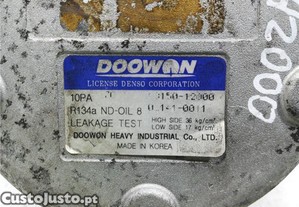 DOOWAN
LICENSE DENSO CORPORATION
10PA
R134a ND-OIL 8
LEAKAGE TEST HIGH SIDE 36 kg/cm²
LOW SIDE 17 kg/cm²
DOOWON HEAVY INDUSTRIAL Co., LTD.
MADE IN KOREA
CustoJusto.pt